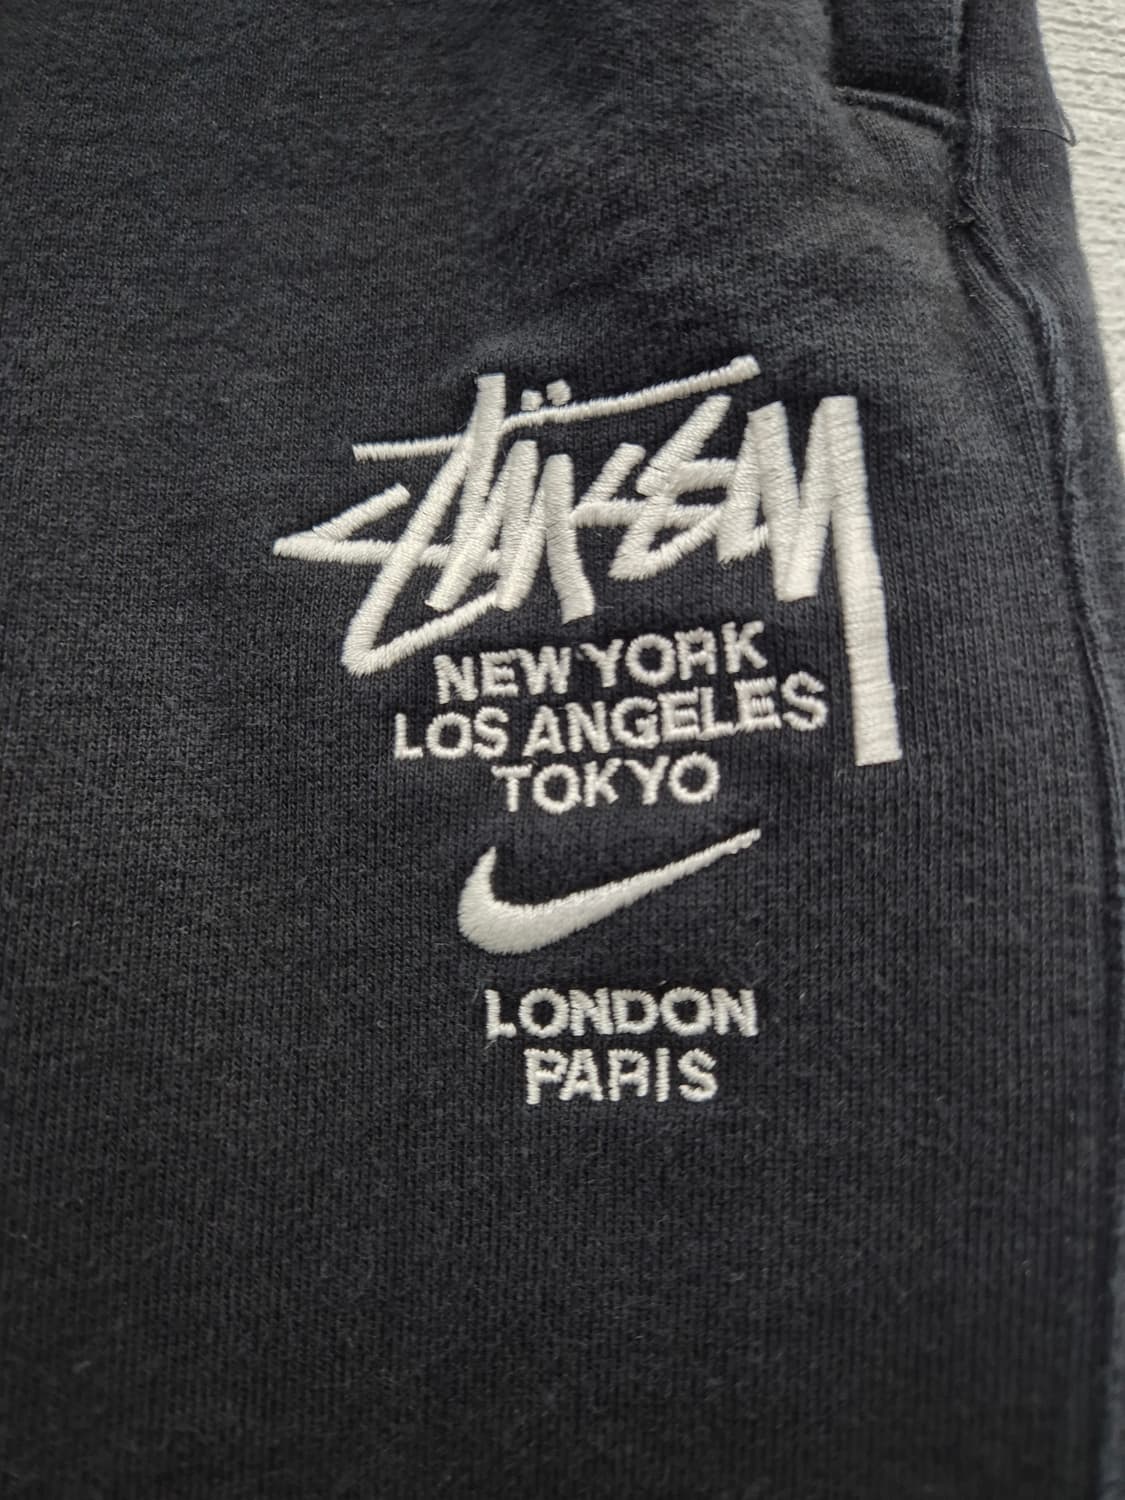 Stüssy
NEW YORK
LOS ANGELES
TOKYO
LONDON
PARIS